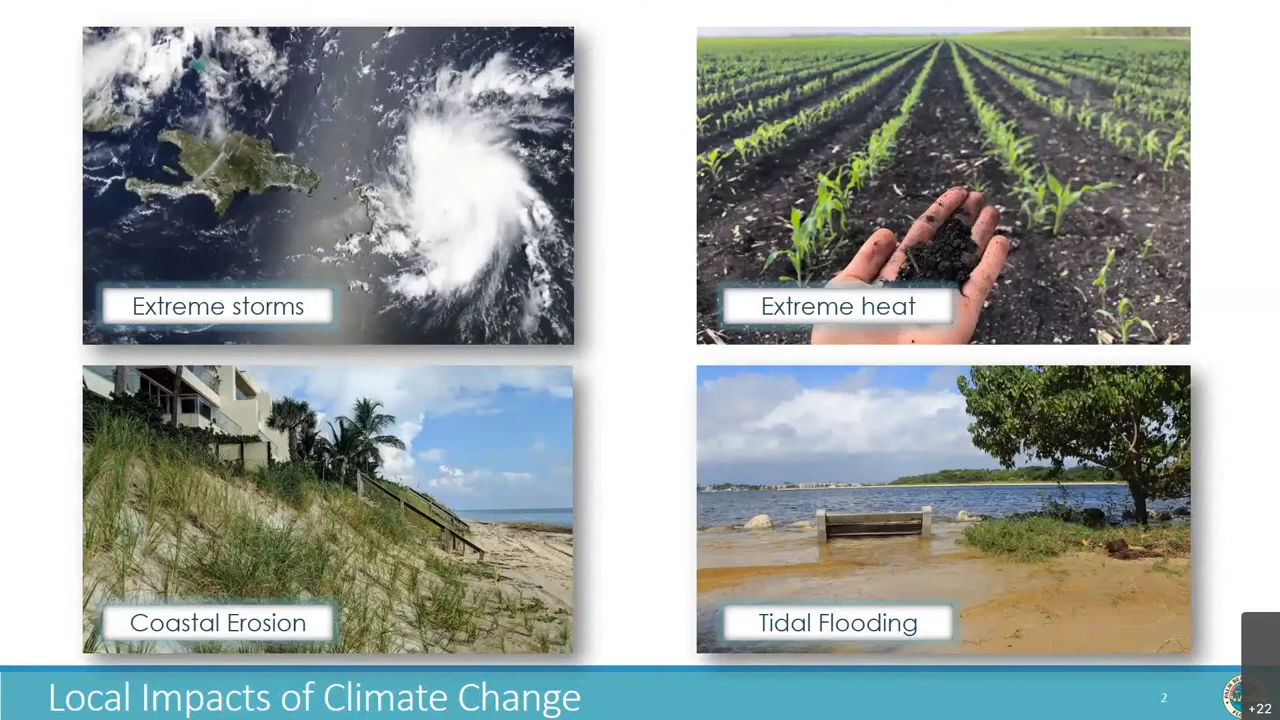 Extreme storms
Extreme heat
Coastal Erosion
Tidal Flooding
Local Impacts of Climate Change
2
+22